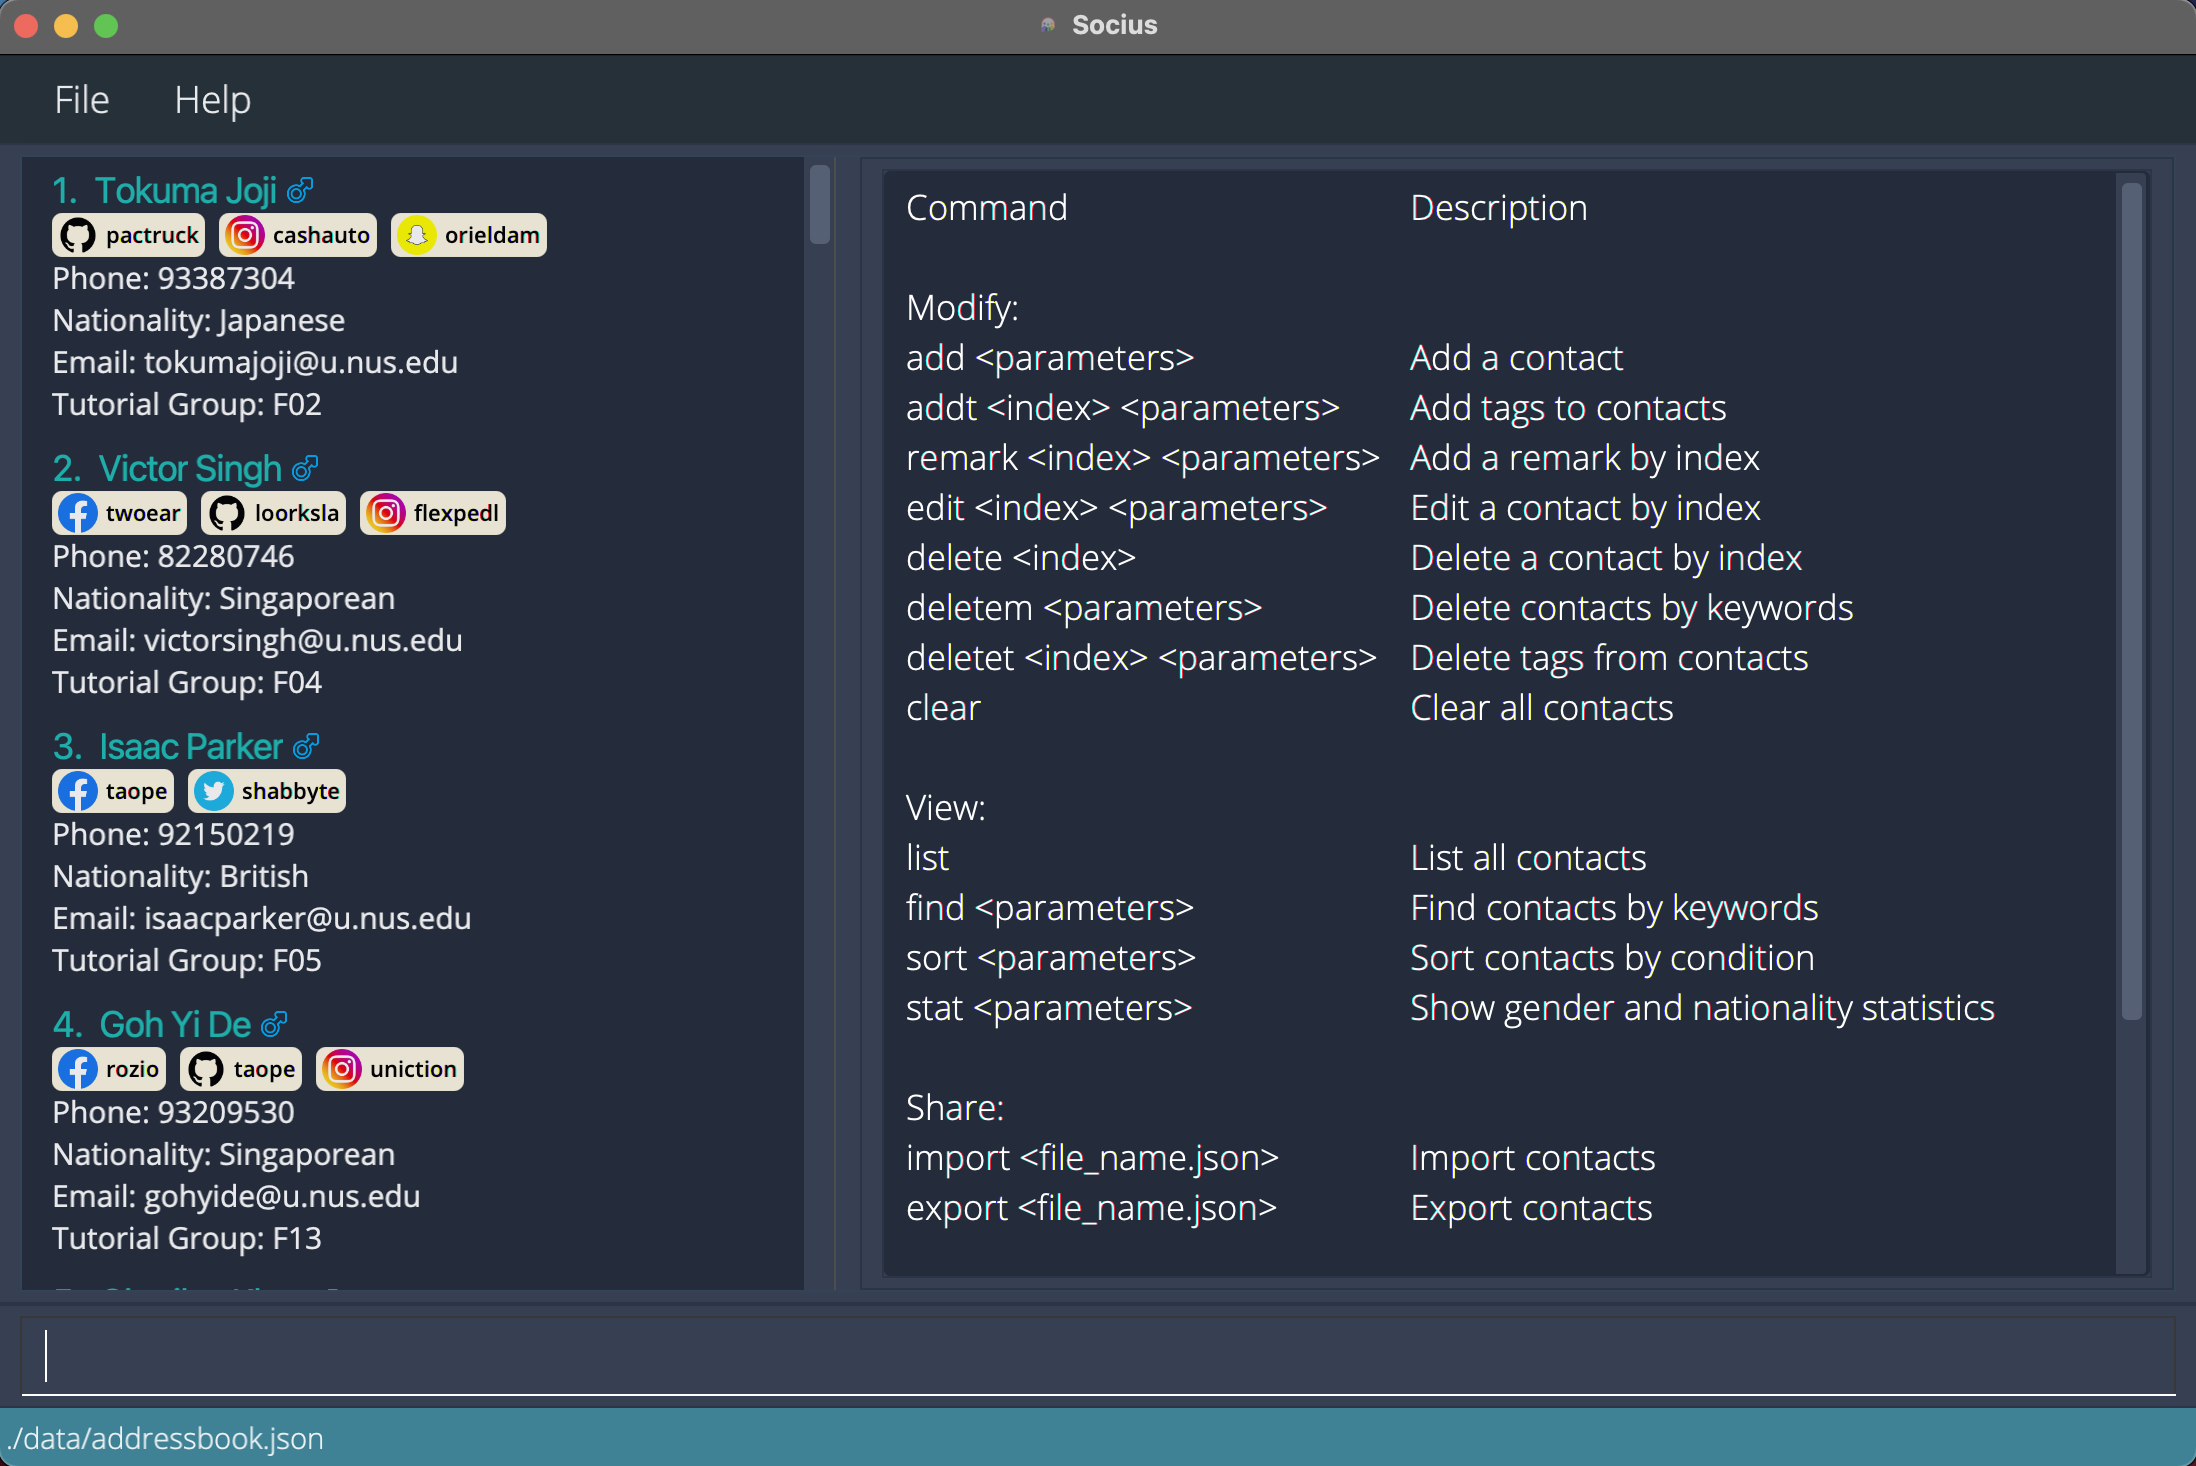 Socius
File Help
1. Tokuma Joji
pactruck cashauto orieldam
Phone: 93387304
Nationality: Japanese
Email: tokumajoji@u.nus.edu
Tutorial Group: F02
2. Victor Singh
twoear loorksla flexpedl
Phone: 82280746
Nationality: Singaporean
Email: victorsingh@u.nus.edu
Tutorial Group: F04
3. Isaac Parker
taope shabbyte
Phone: 92150219
Nationality: British
Email: isaacparker@u.nus.edu
Tutorial Group: F05
4. Goh Yi De
rozio taope uniction
Phone: 93209530
Nationality: Singaporean
Email: gohyide@u.nus.edu
Tutorial Group: F13
Command Description
Modify:
add <parameters> Add a contact
addt <index> <parameters> Add tags to contacts
remark <index> <parameters> Add a remark by index
edit <index> <parameters> Edit a contact by index
delete <index> Delete a contact by index
deletem <parameters> Delete contacts by keywords
deletet <index> <parameters> Delete tags from contacts
clear Clear all contacts
View:
list List all contacts
find <parameters> Find contacts by keywords
sort <parameters> Sort contacts by condition
stat <parameters> Show gender and nationality statistics
Share:
import <file_name.json> Import contacts
export <file_name.json> Export contacts
./data/addressbook.json